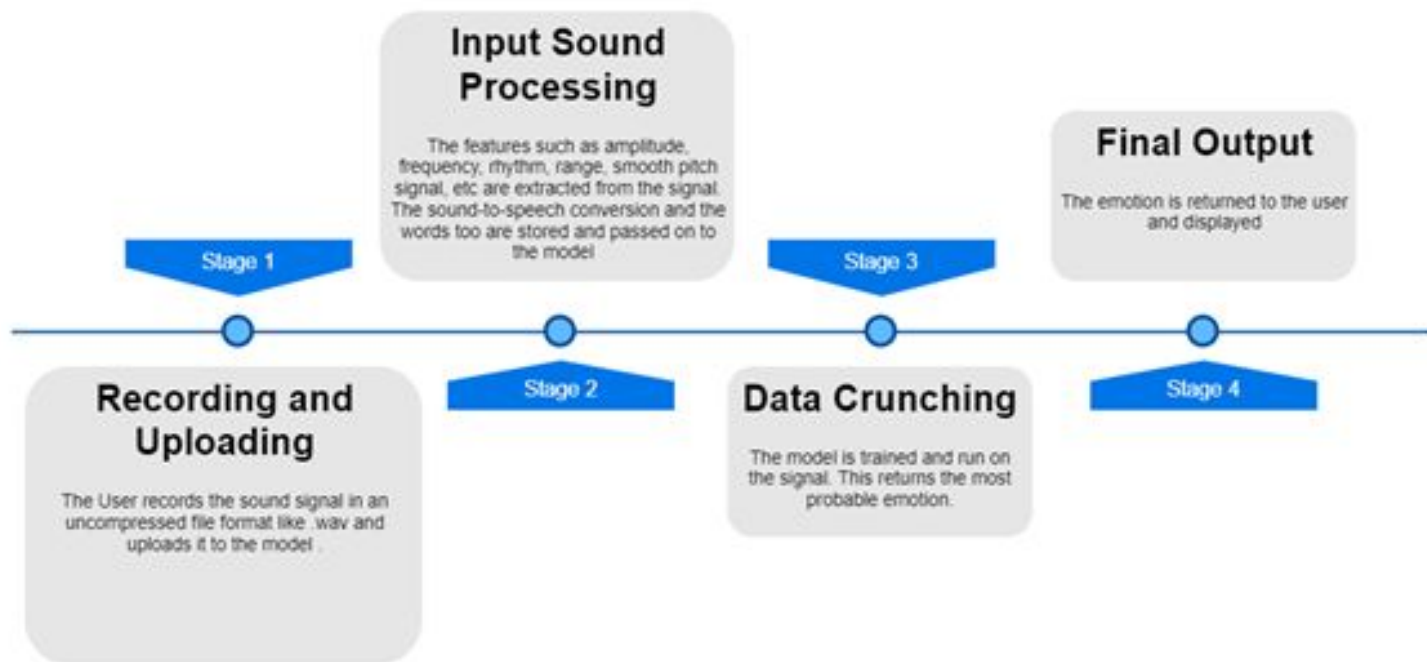 Stage 1
Recording and
Uploading
The User records the sound signal in an
uncompressed file format like .wav and
uploads it to the model .
Input Sound
Processing
The features such as amplitude,
frequency, rhythm, range, smooth pitch
signal, etc are extracted from the signal.
The sound-to-speech conversion and the
words too are stored and passed on to
the model
Stage 2
Stage 3
Data Crunching
The model is trained and run on
the signal. This returns the most
probable emotion.
Final Output
The emotion is returned to the user
and displayed
Stage 4